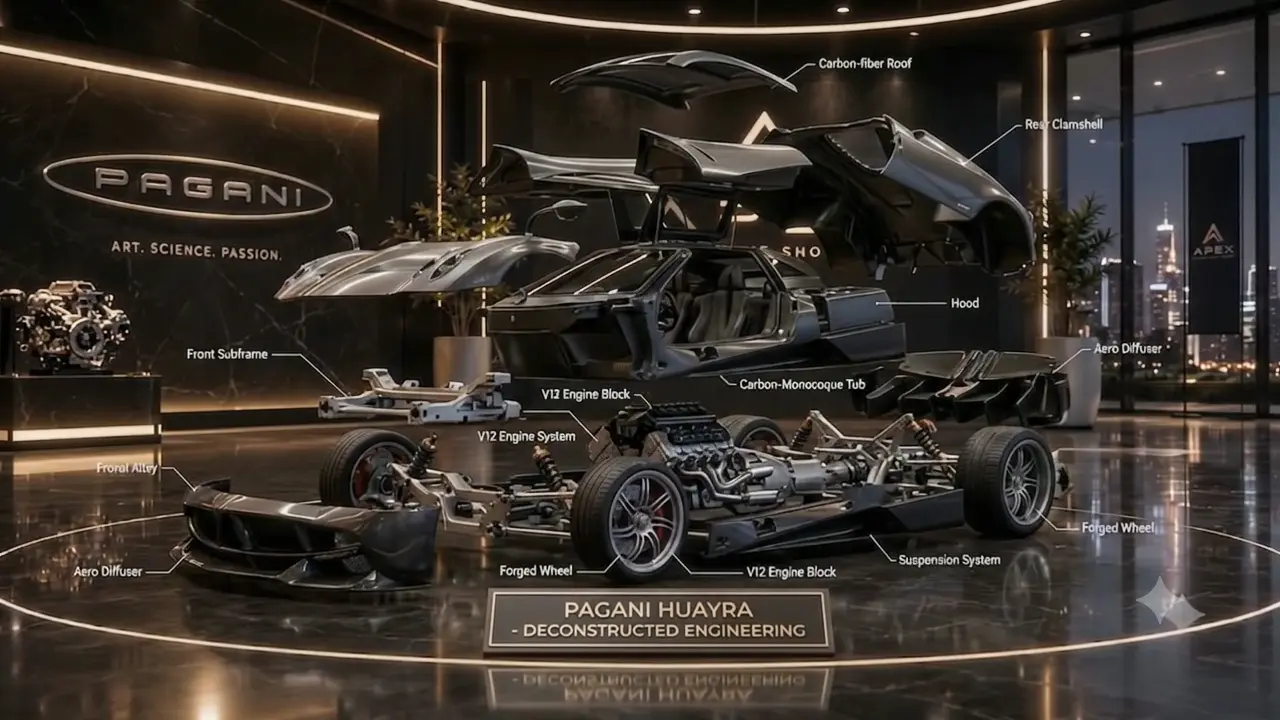 Carbon-fiber Roof
Rear Clamshell
PAGANI
ART. SCIENCE. PASSION.
SHO
APEX
Hood
Front Subframe
Aero Diffuser
Carbon-Monocoque Tub
V12 Engine Block
V12 Engine System
Aero Diffuser
Forged Wheel
Forged Wheel
V12 Engine Block
Suspension System
PAGANI HUAYRA
- DECONSTRUCTED ENGINEERING